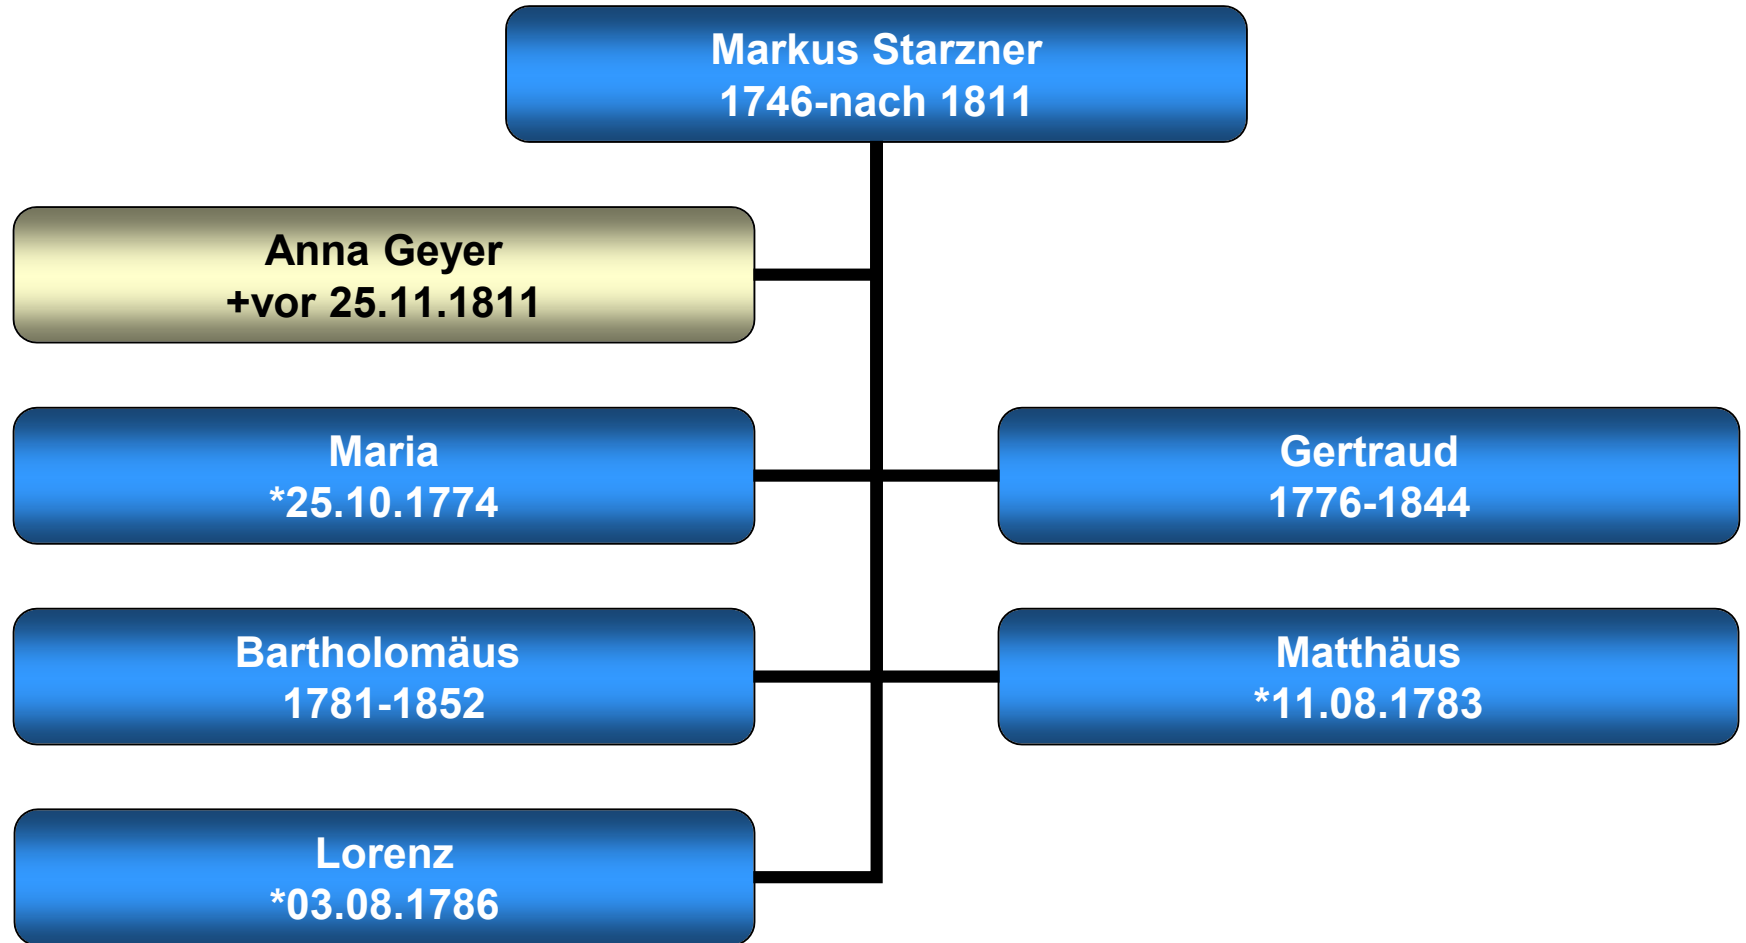 Markus Starzner
1746-nach 1811
Anna Geyer
+vor 25.11.1811
Maria
*25.10.1774
Gertraud
1776-1844
Bartholomäus
1781-1852
Matthäus
*11.08.1783
Lorenz
*03.08.1786